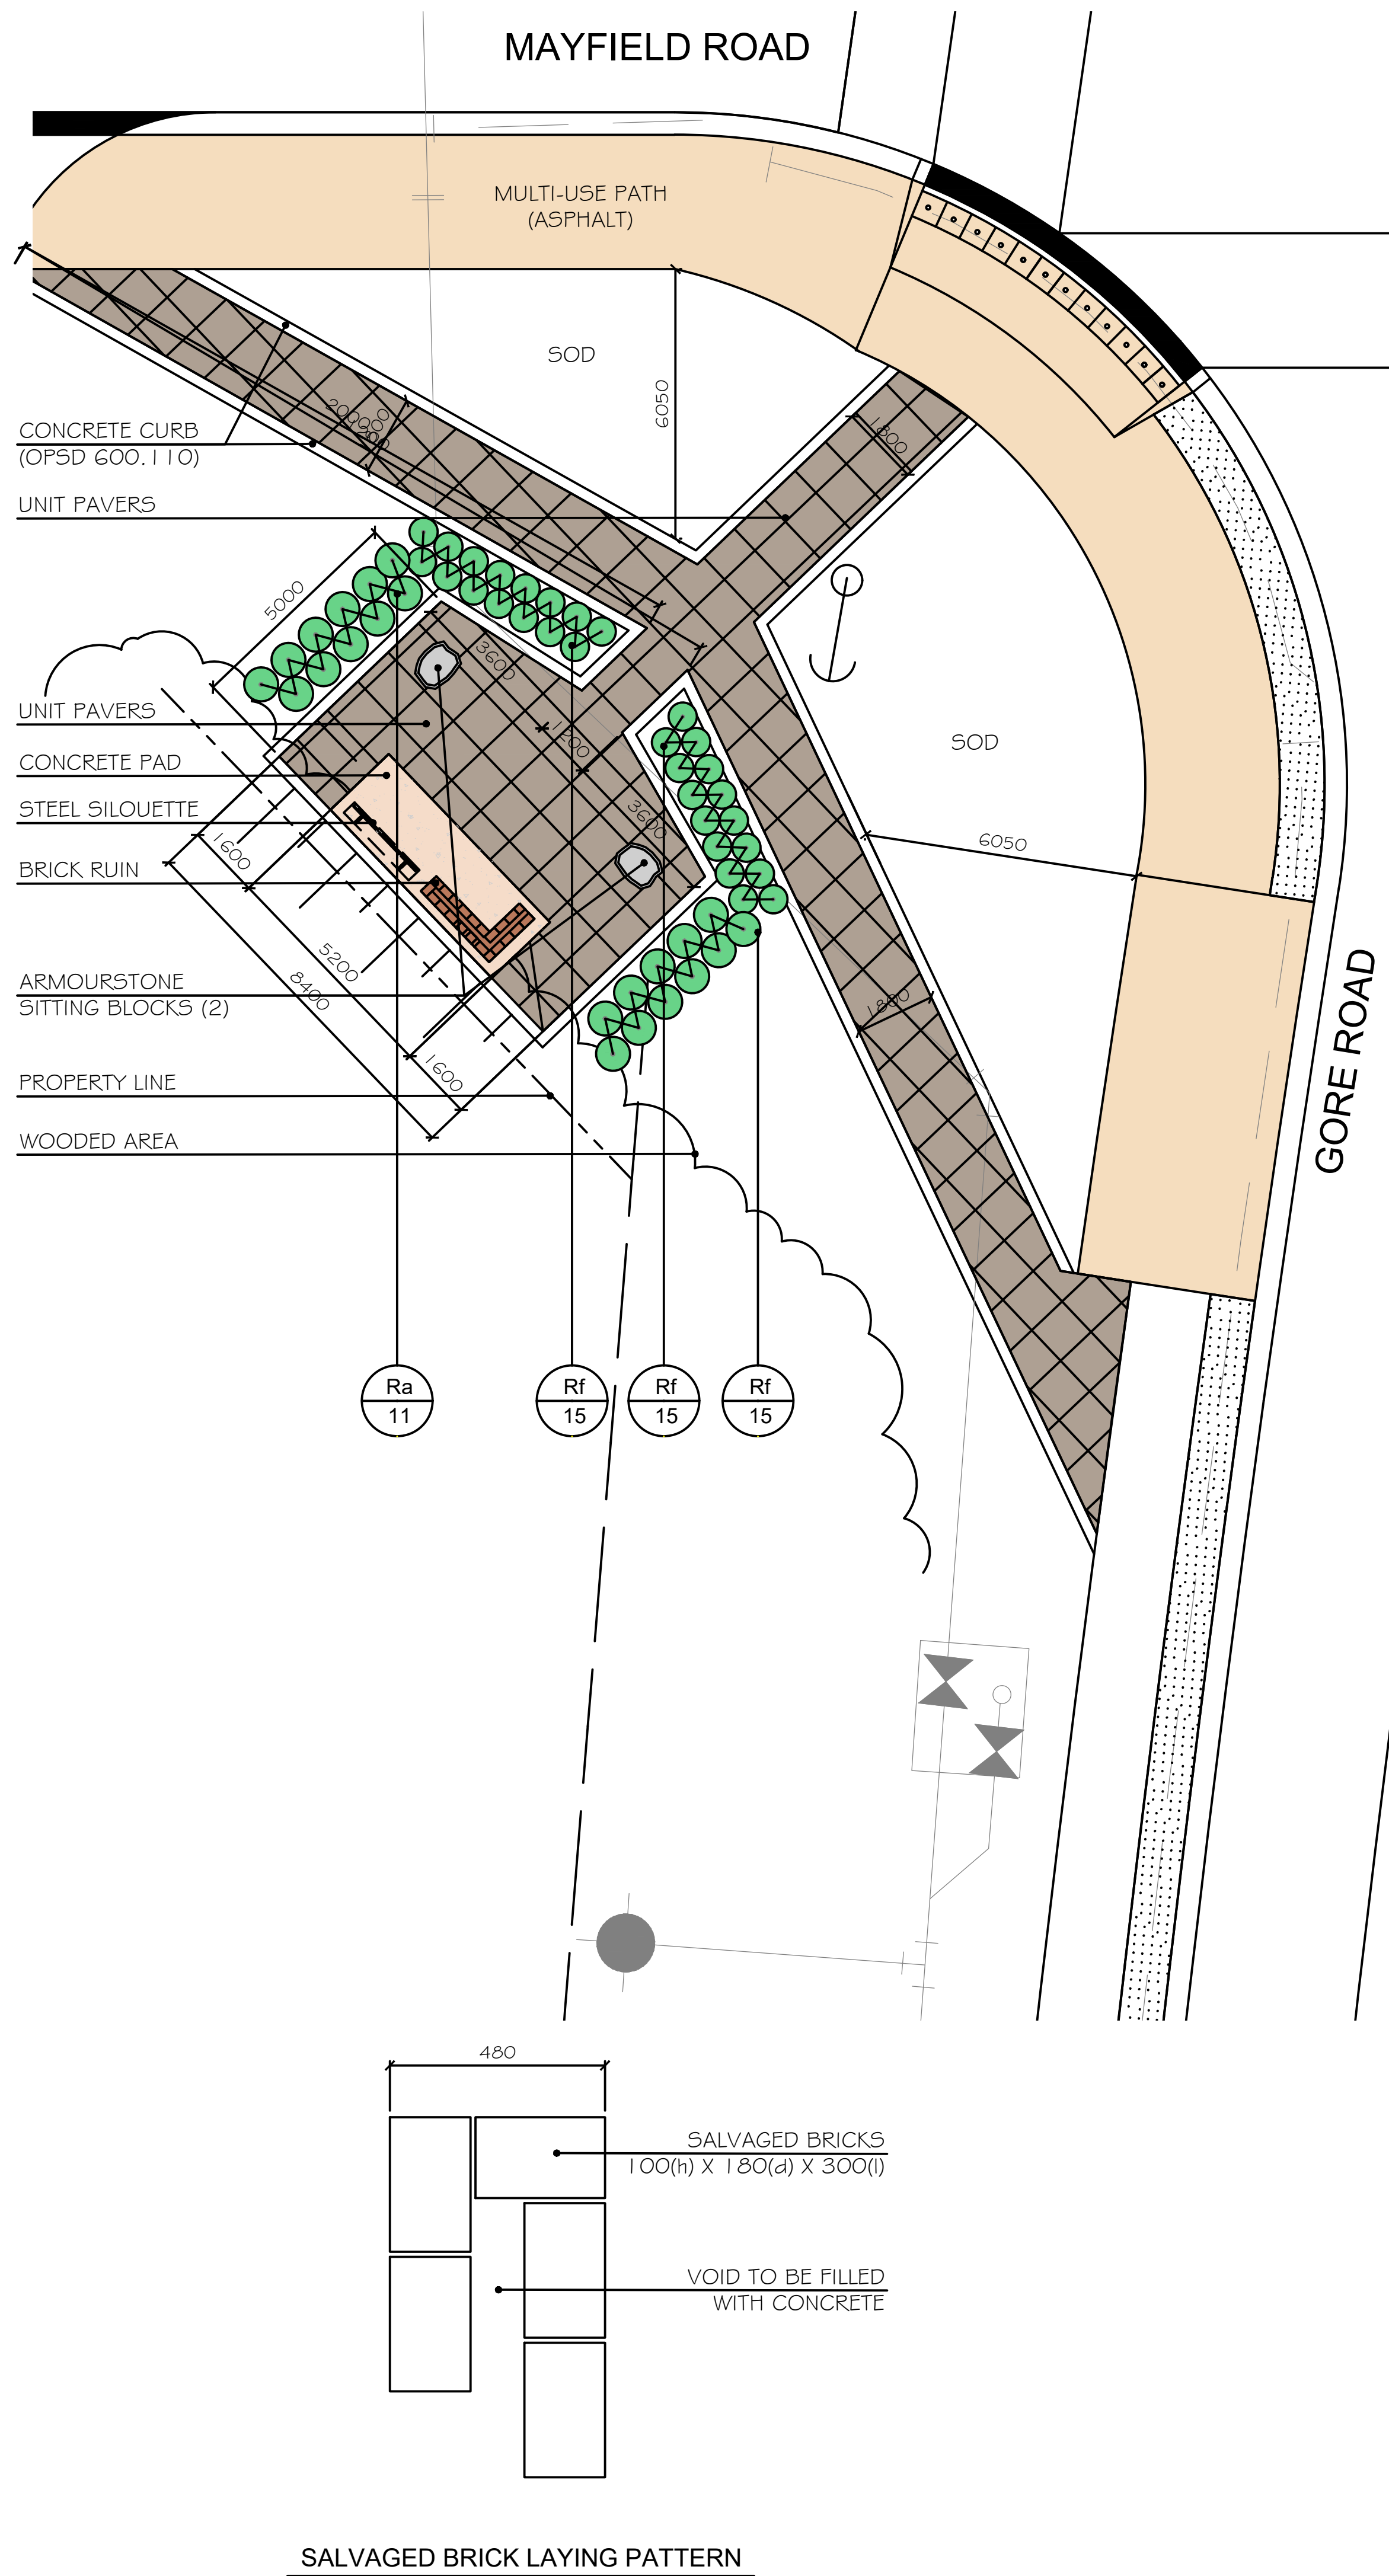 MAYFIELD ROAD
MULTI-USE PATH
(ASPHALT)
SOD
6050
1800
CONCRETE CURB
(OPSD 600.110)
UNIT PAVERS
5000
3600
UNIT PAVERS
1200
SOD
CONCRETE PAD
STEEL SILOUETTE
3600
6050
1600
BRICK RUIN
5200
8400
ARMOURSTONE
SITTING BLOCKS (2)
1800
GORE ROAD
1600
PROPERTY LINE
WOODED AREA
Ra
11
Rf
15
Rf
15
Rf
15
480
SALVAGED BRICKS
100(h) X 180(d) X 300(l)
VOID TO BE FILLED
WITH CONCRETE
SALVAGED BRICK LAYING PATTERN